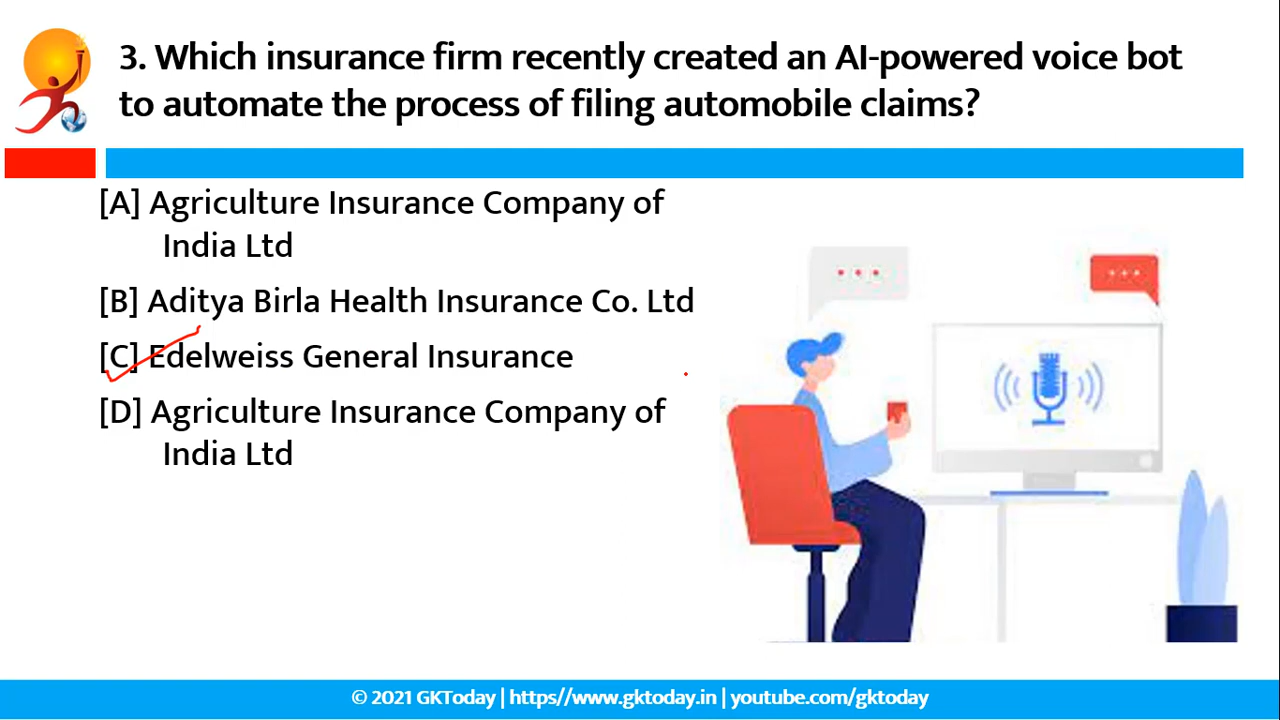 3. Which insurance firm recently created an AI-powered voice bot
to automate the process of filing automobile claims?
[A] Agriculture Insurance Company of
India Ltd
[B] Aditya Birla Health Insurance Co. Ltd
[C] Edelweiss General Insurance
[D] Agriculture Insurance Company of
India Ltd
© 2021 GKToday | https//www.gktoday.in | youtube.com/gktoday